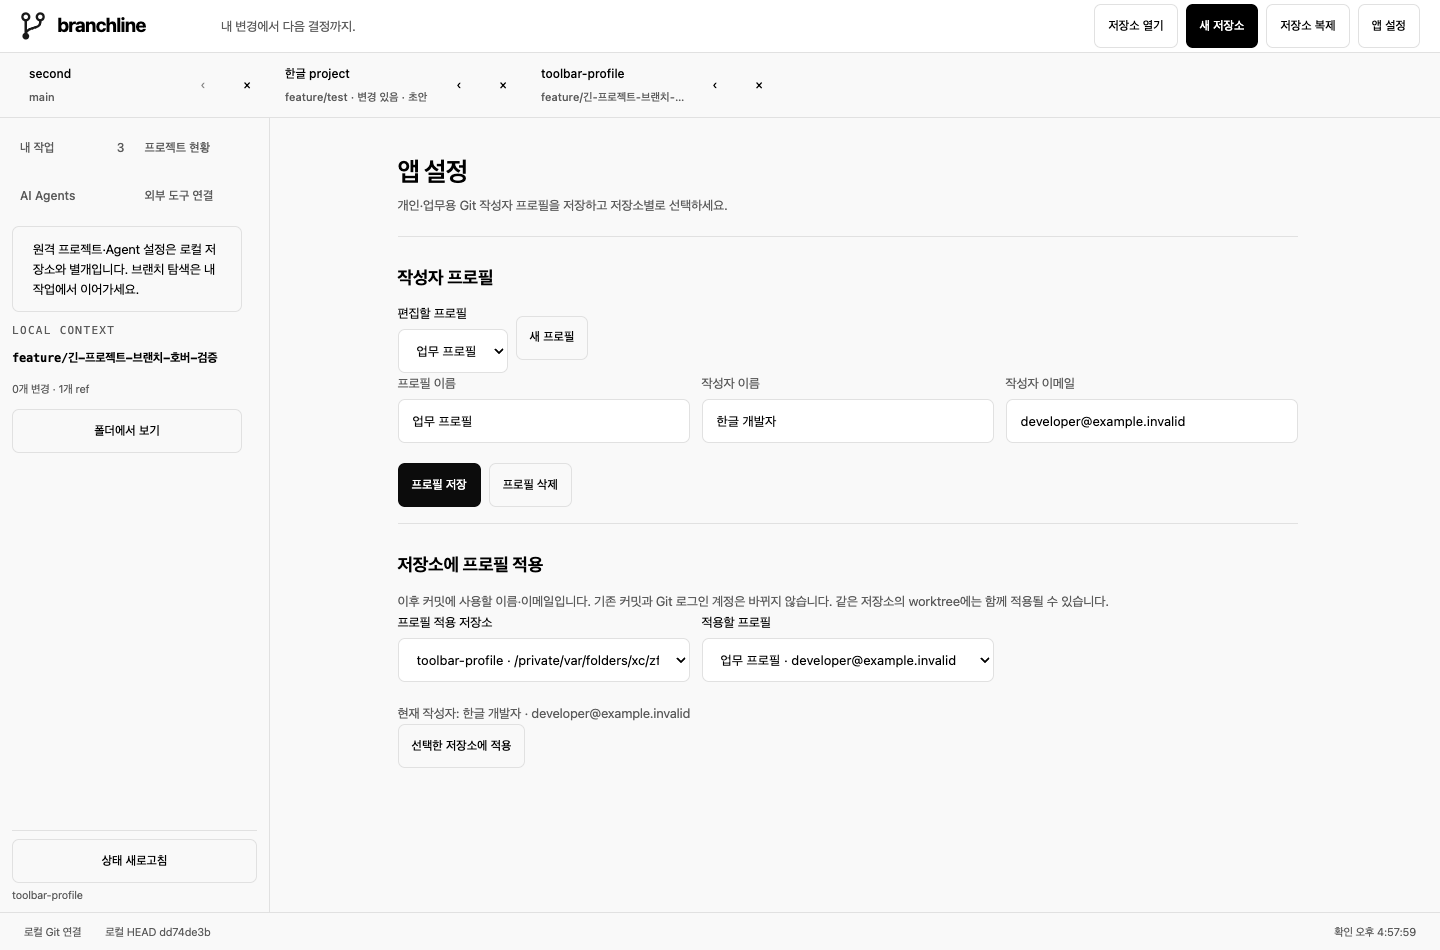 branchline
내 변경에서 다음 결정까지.
저장소 열기
새 저장소
저장소 복제
앱 설정
second
main
‹
×
한글 project
feature/test · 변경 있음 · 초안
‹
×
toolbar-profile
feature/긴-프로젝트-브랜치-...
‹
×
내 작업 3
프로젝트 현황
AI Agents
외부 도구 연결
원격 프로젝트·Agent 설정은 로컬 저
장소와 별개입니다. 브랜치 탐색은 내
작업에서 이어가세요.
LOCAL CONTEXT
feature/긴-프로젝트-브랜치-호버-검증
0개 변경 · 1개 ref
폴더에서 보기
상태 새로고침
toolbar-profile
앱 설정
개인·업무용 Git 작성자 프로필을 저장하고 저장소별로 선택하세요.
작성자 프로필
편집할 프로필
업무 프로필
새 프로필
프로필 이름
작성자 이름
작성자 이메일
업무 프로필
한글 개발자
developer@example.invalid
프로필 저장
프로필 삭제
저장소에 프로필 적용
이후 커밋에 사용할 이름·이메일입니다. 기존 커밋과 Git 로그인 계정은 바뀌지 않습니다. 같은 저장소의 worktree에는 함께 적용될 수 있습니다.
프로필 적용 저장소
적용할 프로필
toolbar-profile · /private/var/folders/xc/zf
업무 프로필 · developer@example.invalid
현재 작성자: 한글 개발자 · developer@example.invalid
선택한 저장소에 적용
로컬 Git 연결
로컬 HEAD dd74de3b
확인 오후 4:57:59